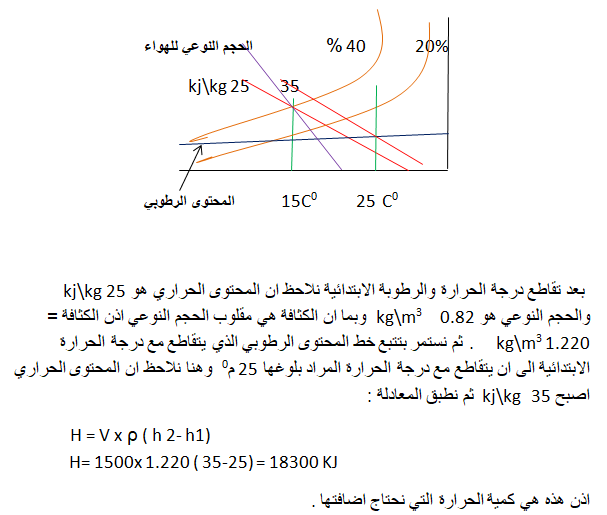 الحجم النوعي للهواء % 40 20%
kj\kg 25 35
المحتوى الرطوبي 15C⁰ 25 C⁰
بعد تقاطع درجة الحرارة والرطوبة الابتدائية نلاحظ ان المحتوى الحراري هو 25 kj\kg
والحجم النوعي هو 0.82 kg\m³ وبما ان الكثافة هي مقلوب الحجم النوعي اذن الكثافة =
1.220 kg\m³ . ثم نستمر بتتبع خط المحتوى الرطوبي الذي يتقاطع مع درجة الحرارة
الابتدائية الى ان يتقاطع مع درجة الحرارة المراد بلوغها 25 م⁰ وهنا نلاحظ ان المحتوى الحراري
اصبح 35 kj\kg ثم نطبق المعادلة :
H = V x ρ ( h 2- h1)
H= 1500x 1.220 ( 35-25) = 18300 KJ
اذن هذه هي كمية الحرارة التي نحتاج اضافتها .